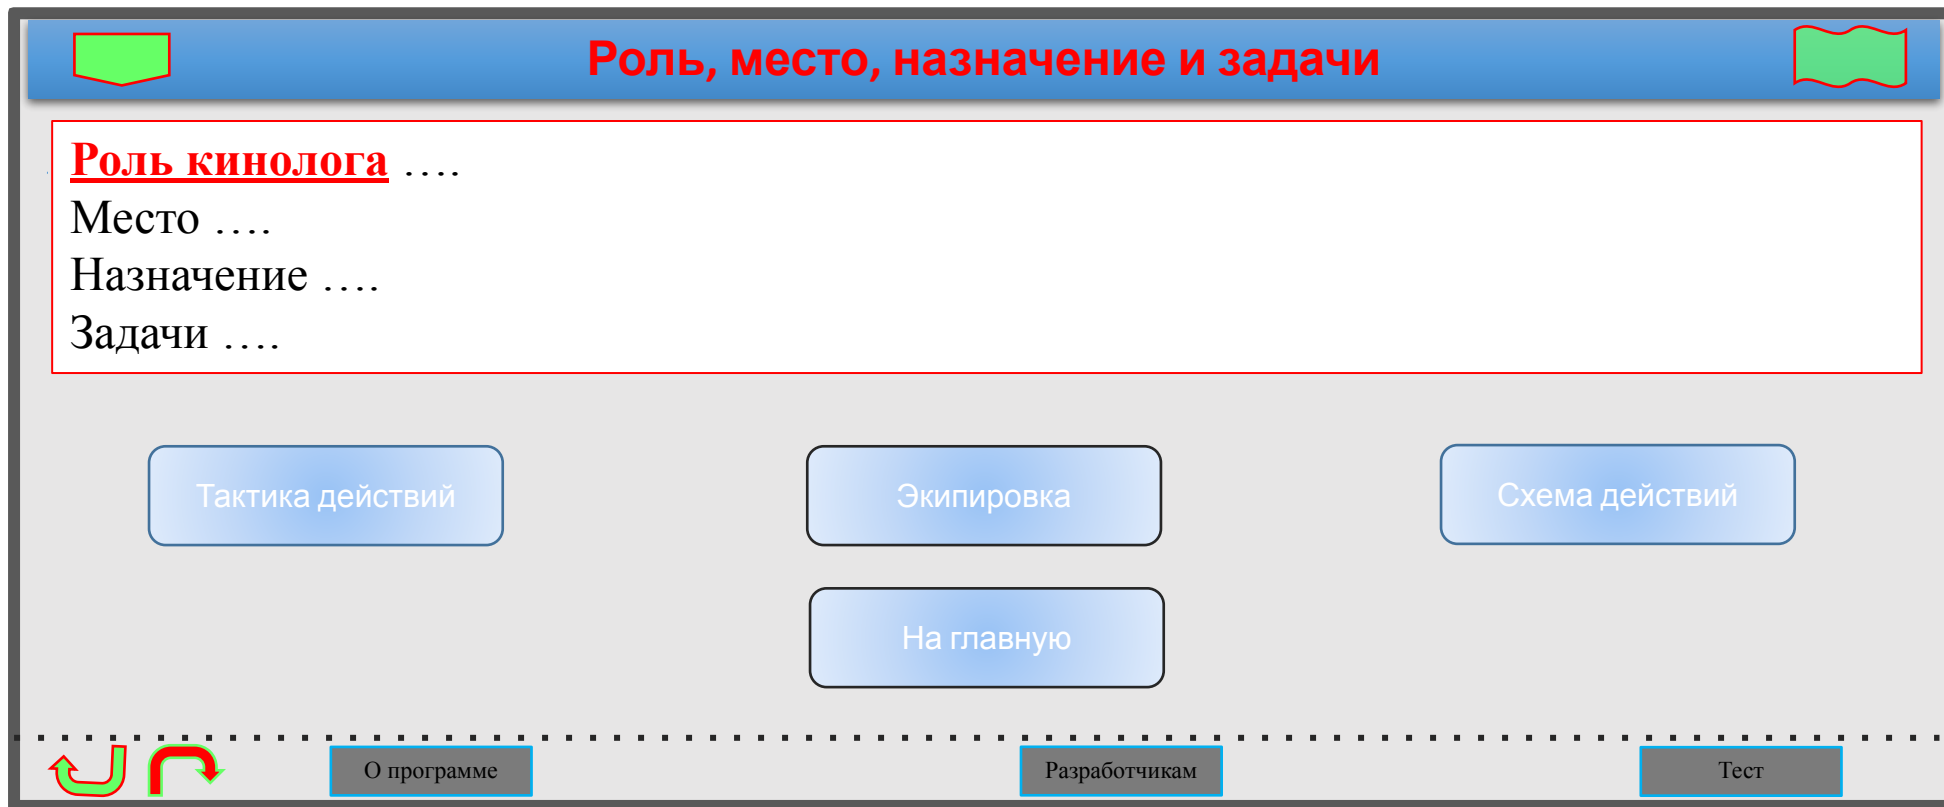 Роль, место, назначение и задачи
Роль кинолога ….
Место ….
Назначение ….
Задачи ….
Тактика действий
Экипировка
Схема действий
На главную
О программе
Разработчикам
Тест